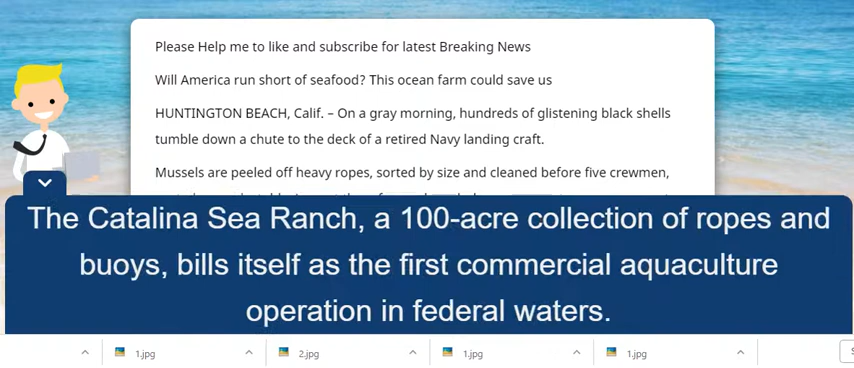 Please Help me to like and subscribe for latest Breaking News
Will America run short of seafood? This ocean farm could save us
HUNTINGTON BEACH, Calif. – On a gray morning, hundreds of glistening black shells
tumble down a chute to the deck of a retired Navy landing craft.
Mussels are peeled off heavy ropes, sorted by size and cleaned before five crewmen,
The Catalina Sea Ranch, a 100-acre collection of ropes and
buoys, bills itself as the first commercial aquaculture
operation in federal waters.
1.jpg
2.jpg
1.jpg
1.jpg